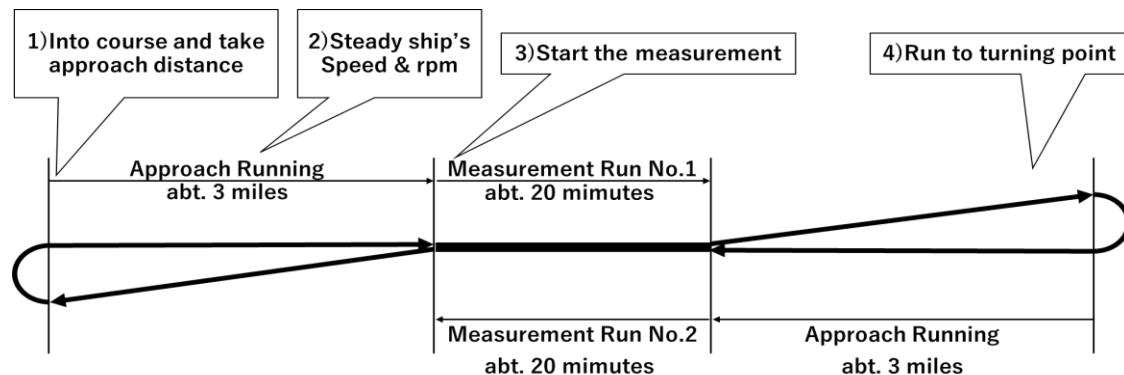 1)Into course and take
approach distance
2)Steady ship's
Speed & rpm
3)Start the measurement
4)Run to turning point
Approach Running
abt. 3 miles
Measurement Run No.1
abt. 20 mimutes
Measurement Run No.2
abt. 20 mimutes
Approach Running
abt. 3 miles